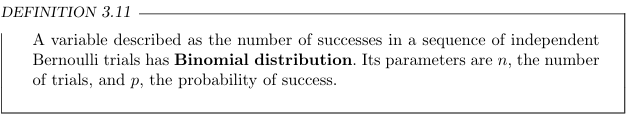 DEFINITION 3.11
A variable described as the number of successes in a sequence of independent
Bernoulli trials has Binomial distribution. Its parameters are n, the number
of trials, and p, the probability of success.